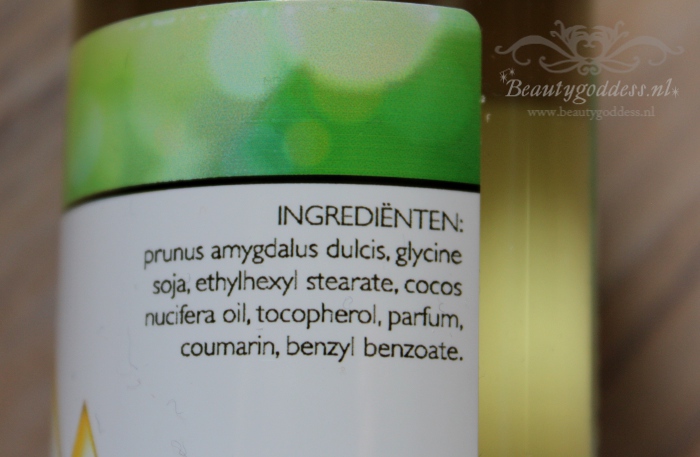 Beautygoddess.nl
www.beautygoddess.nl
INGREDIËNTEN:
prunus amygdalus dulcis, glycine
soja, ethylhexyl stearate, cocos
nucifera oil, tocopherol, parfum,
coumarin, benzyl benzoate.